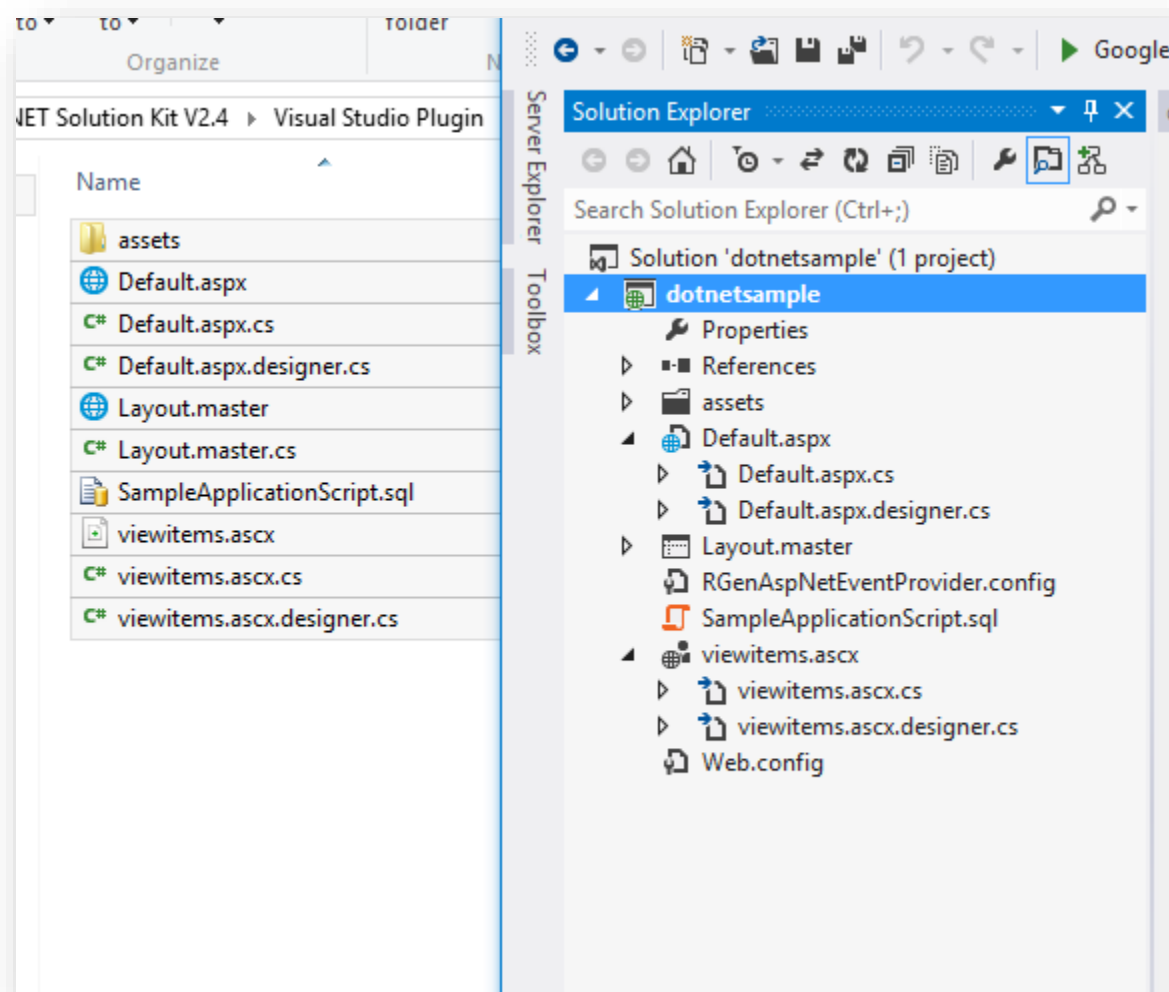 to to folder
Organize N
NET Solution Kit V2.4 Visual Studio Plugin
Name
assets
Default.aspx
C# Default.aspx.cs
C# Default.aspx.designer.cs
Layout.master
C# Layout.master.cs
SampleApplicationScript.sql
viewitems.ascx
C# viewitems.ascx.cs
C# viewitems.ascx.designer.cs
Google
Server Explorer
Toolbox
Solution Explorer
Search Solution Explorer (Ctrl+;)
Solution 'dotnetsample' (1 project)
dotnetsample
Properties
References
assets
Default.aspx
Default.aspx.cs
Default.aspx.designer.cs
Layout.master
RGenAspNetEventProvider.config
SampleApplicationScript.sql
viewitems.ascx
viewitems.ascx.cs
viewitems.ascx.designer.cs
Web.config